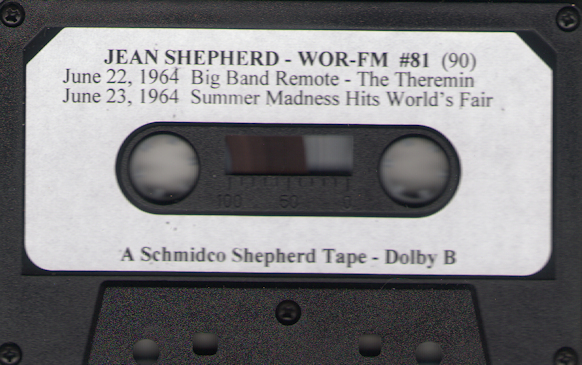 JEAN SHEPHERD - WOR-FM #81 (90)
June 22, 1964 Big Band Remote - The Theremin
June 23, 1964 Summer Madness Hits World's Fair
100 50 0
A Schmidco Shepherd Tape - Dolby B